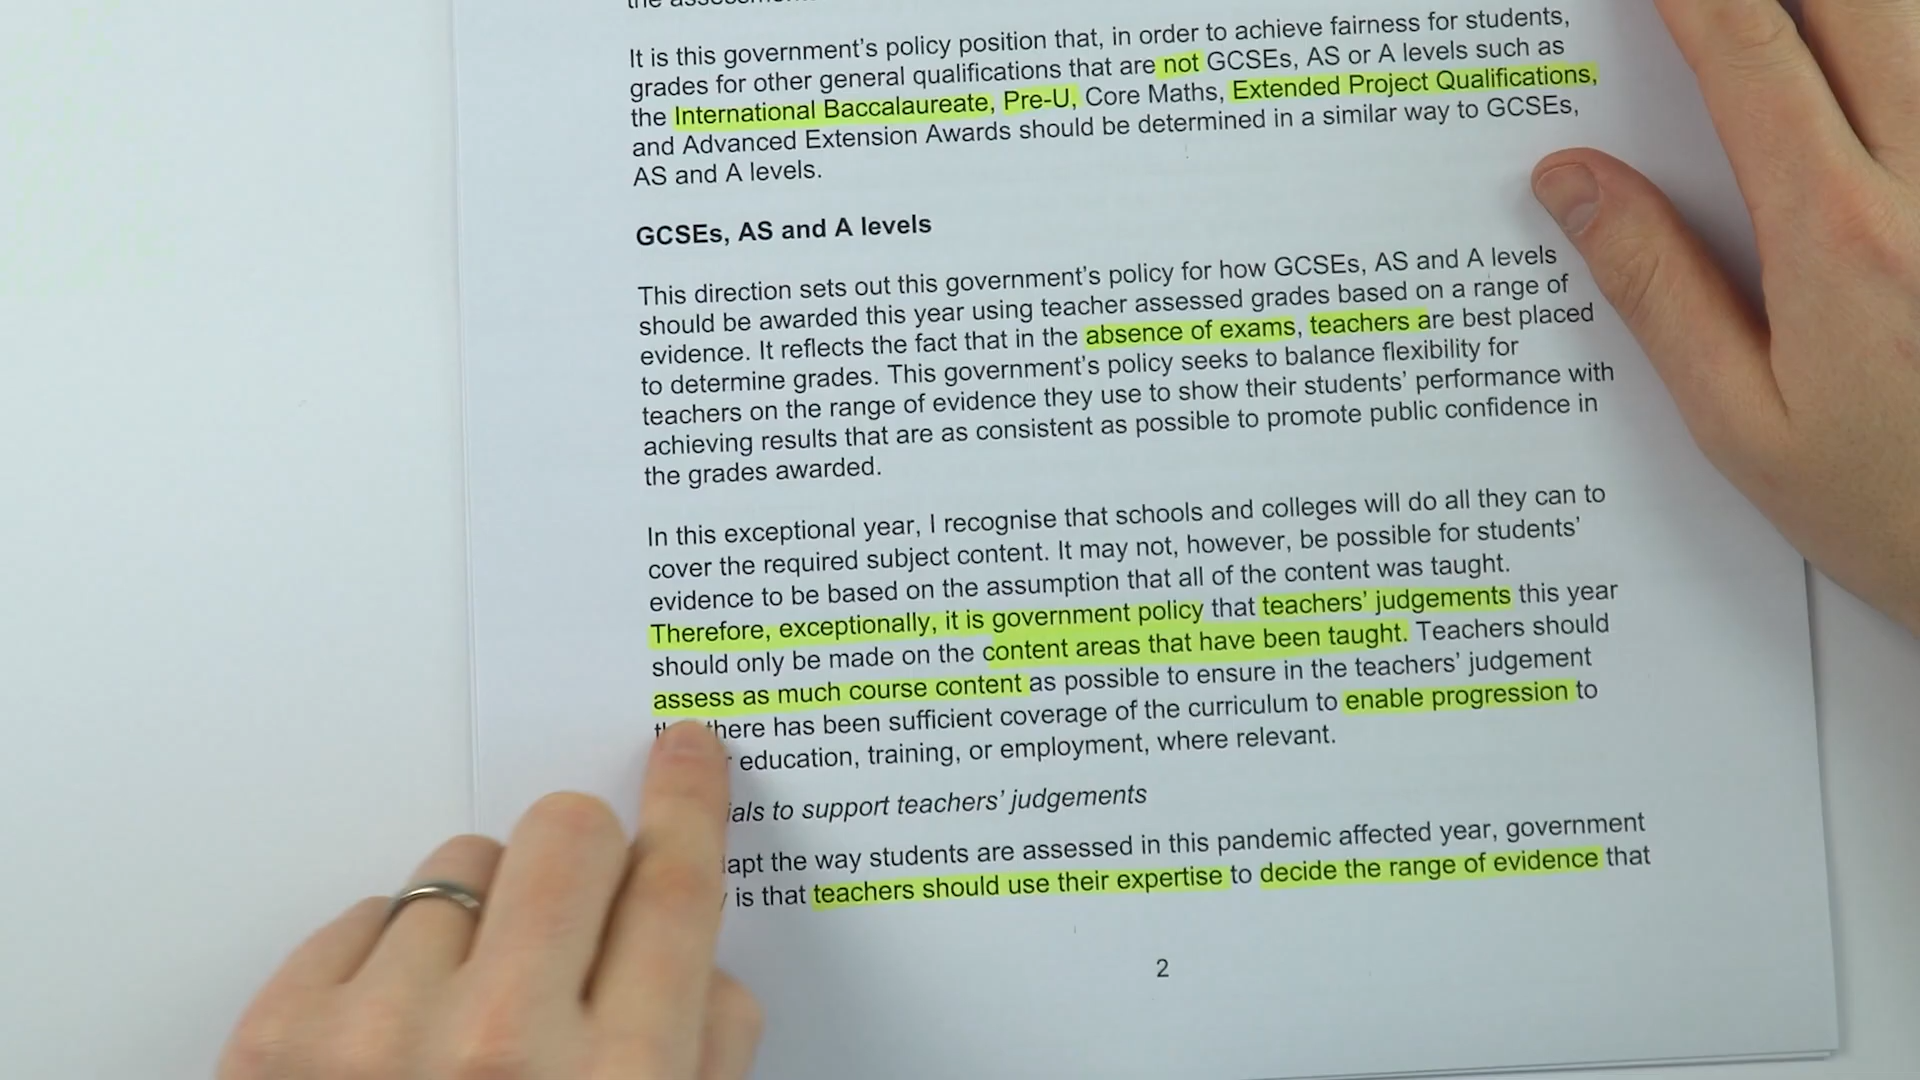 the
It is this government's policy position that, in order to achieve fairness for students,
grades for other general qualifications that are not GCSEs, AS or A levels such as
the International Baccalaureate, Pre-U, Core Maths, Extended Project Qualifications,
and Advanced Extension Awards should be determined in a similar way to GCSEs,
AS and A levels.
GCSEs, AS and A levels
This direction sets out this government's policy for how GCSEs, AS and A levels
should be awarded this year using teacher assessed grades based on a range of
evidence. It reflects the fact that in the absence of exams, teachers are best placed
to determine grades. This government's policy seeks to balance flexibility for
teachers on the range of evidence they use to show their students' performance with
achieving results that are as consistent as possible to promote public confidence in
the grades awarded.
In this exceptional year, I recognise that schools and colleges will do all they can to
cover the required subject content. It may not, however, be possible for students'
evidence to be based on the assumption that all of the content was taught.
Therefore, exceptionally, it is government policy that teachers' judgements this year
should only be made on the content areas that have been taught. Teachers should
assess as much course content as possible to ensure in the teachers' judgement
there has been sufficient coverage of the curriculum to enable progression to
education, training, or employment, where relevant.
to support teachers' judgements
the way students are assessed in this pandemic affected year, government
is that teachers should use their expertise to decide the range of evidence that
2